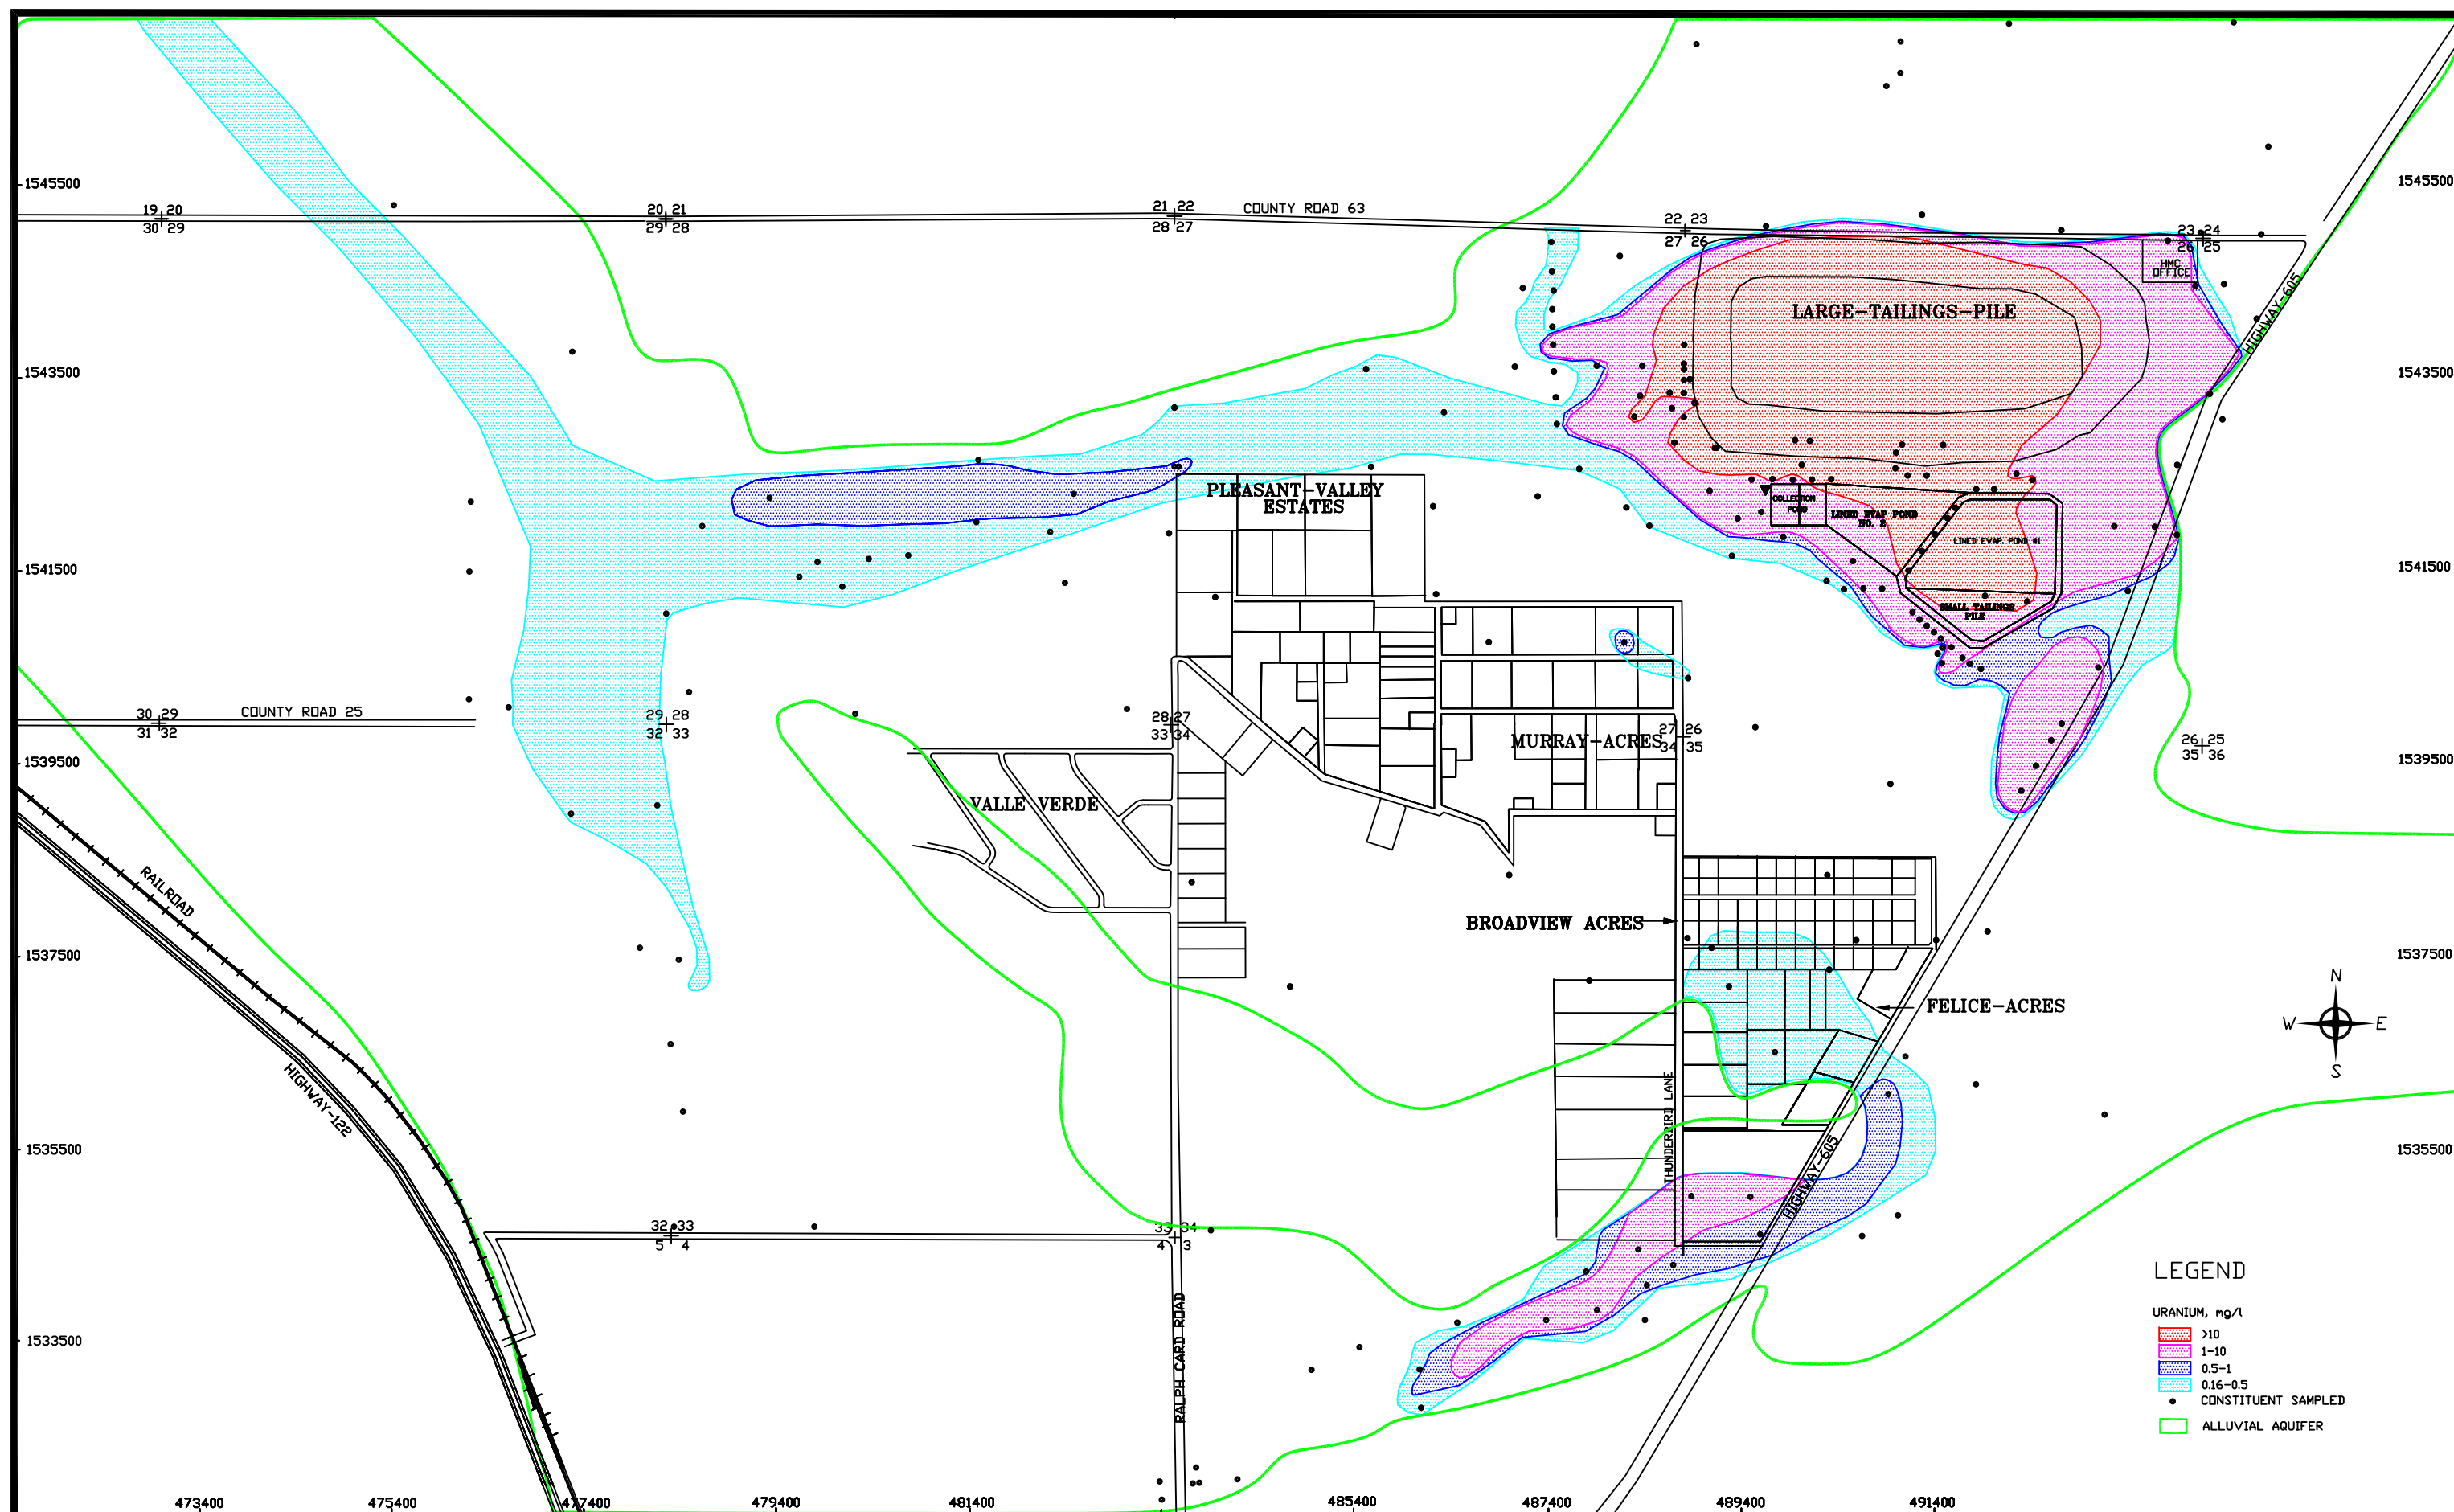 1545500
1545500
19 20
30 29
20 21
29 28
21 22
28 27
COUNTY ROAD 63
22 23
27 26
23 24
26 25
HMC
OFFICE
HIGHWAY-605
LARGE-TAILINGS-PILE
1543500
1543500
PLEASANT-VALLEY
ESTATES
COLLECTION
POND
LINED EVAP POND
NO. 2
LINED EVAP. POND #1
1541500
1541500
SMALL TAILINGS
PILE
30 29
31 32
COUNTY ROAD 25
29 28
32 33
28 27
33 34
MURRAY-ACRES
27 26
34 35
26 25
35 36
1539500
1539500
VALLE VERDE
RAILROAD
BROADVIEW ACRES
1537500
1537500
FELICE-ACRES
N
W E
S
HIGHWAY-122
THUNDERBIRD LANE
1535500
1535500
HIGHWAY-605
32 33
5 4
33 34
4 3
RALPH CARD ROAD
1533500
LEGEND
URANIUM, mg/l
>10
1-10
0.5-1
0.16-0.5
CONSTITUENT SAMPLED
ALLUVIAL AQUIFER
473400
475400
477400
479400
481400
485400
487400
489400
491400